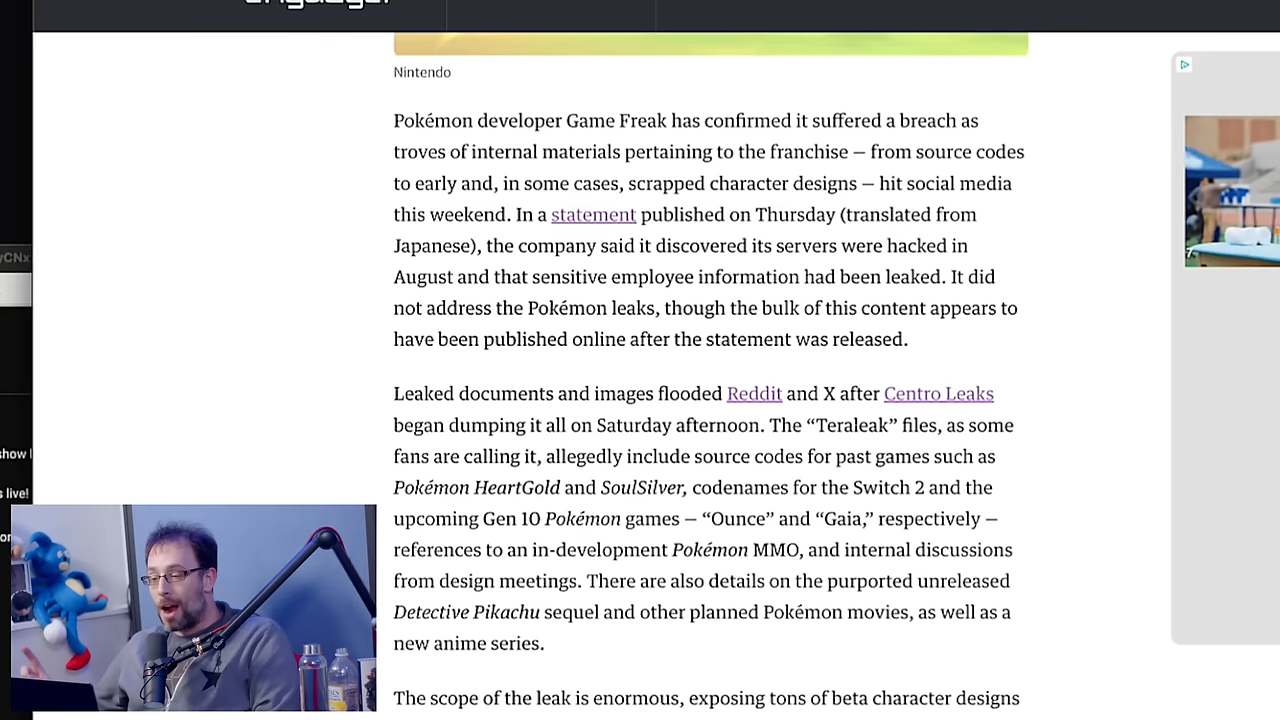 Nintendo
Pokémon developer Game Freak has confirmed it suffered a breach as
troves of internal materials pertaining to the franchise — from source codes
to early and, in some cases, scrapped character designs — hit social media
this weekend. In a statement published on Thursday (translated from
Japanese), the company said it discovered its servers were hacked in
August and that sensitive employee information had been leaked. It did
not address the Pokémon leaks, though the bulk of this content appears to
have been published online after the statement was released.
Leaked documents and images flooded Reddit and X after Centro Leaks
began dumping it all on Saturday afternoon. The “Teraleak” files, as some
fans are calling it, allegedly include source codes for past games such as
Pokémon HeartGold and SoulSilver, codenames for the Switch 2 and the
upcoming Gen 10 Pokémon games — “Ounce” and “Gaia,” respectively —
references to an in-development Pokémon MMO, and internal discussions
from design meetings. There are also details on the purported unreleased
Detective Pikachu sequel and other planned Pokémon movies, as well as a
new anime series.
The scope of the leak is enormous, exposing tons of beta character designs
yCNx
show
s live!